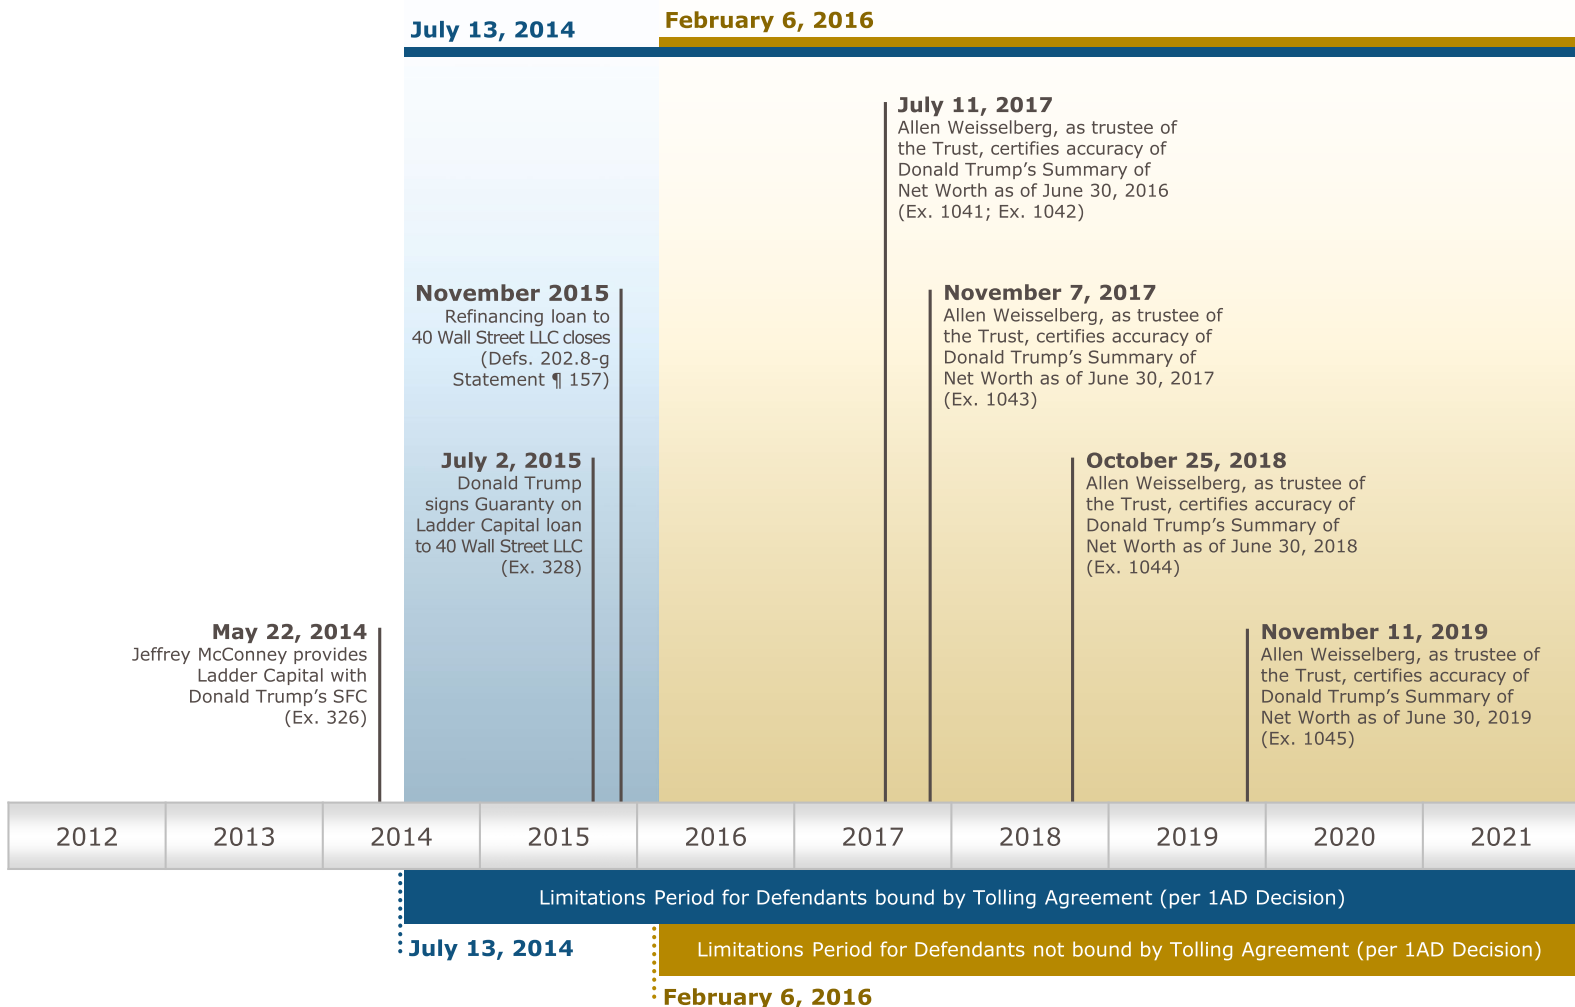 July 13, 2014
February 6, 2016
July 11, 2017
Allen Weisselberg, as trustee of
the Trust, certifies accuracy of
Donald Trump’s Summary of
Net Worth as of June 30, 2016
(Ex. 1041; Ex. 1042)
November 2015
Refinancing loan to
40 Wall Street LLC closes
(Defs. 202.8-g
Statement ¶ 157)
November 7, 2017
Allen Weisselberg, as trustee of
the Trust, certifies accuracy of
Donald Trump’s Summary of
Net Worth as of June 30, 2017
(Ex. 1043)
July 2, 2015
Donald Trump
signs Guaranty on
Ladder Capital loan
to 40 Wall Street LLC
(Ex. 328)
October 25, 2018
Allen Weisselberg, as trustee of
the Trust, certifies accuracy of
Donald Trump’s Summary of
Net Worth as of June 30, 2018
(Ex. 1044)
May 22, 2014
Jeffrey McConney provides
Ladder Capital with
Donald Trump’s SFC
(Ex. 326)
November 11, 2019
Allen Weisselberg, as trustee of
the Trust, certifies accuracy of
Donald Trump’s Summary of
Net Worth as of June 30, 2019
(Ex. 1045)
2012 2013 2014 2015 2016 2017 2018 2019 2020 2021
Limitations Period for Defendants bound by Tolling Agreement (per 1AD Decision)
July 13, 2014
Limitations Period for Defendants not bound by Tolling Agreement (per 1AD Decision)
February 6, 2016